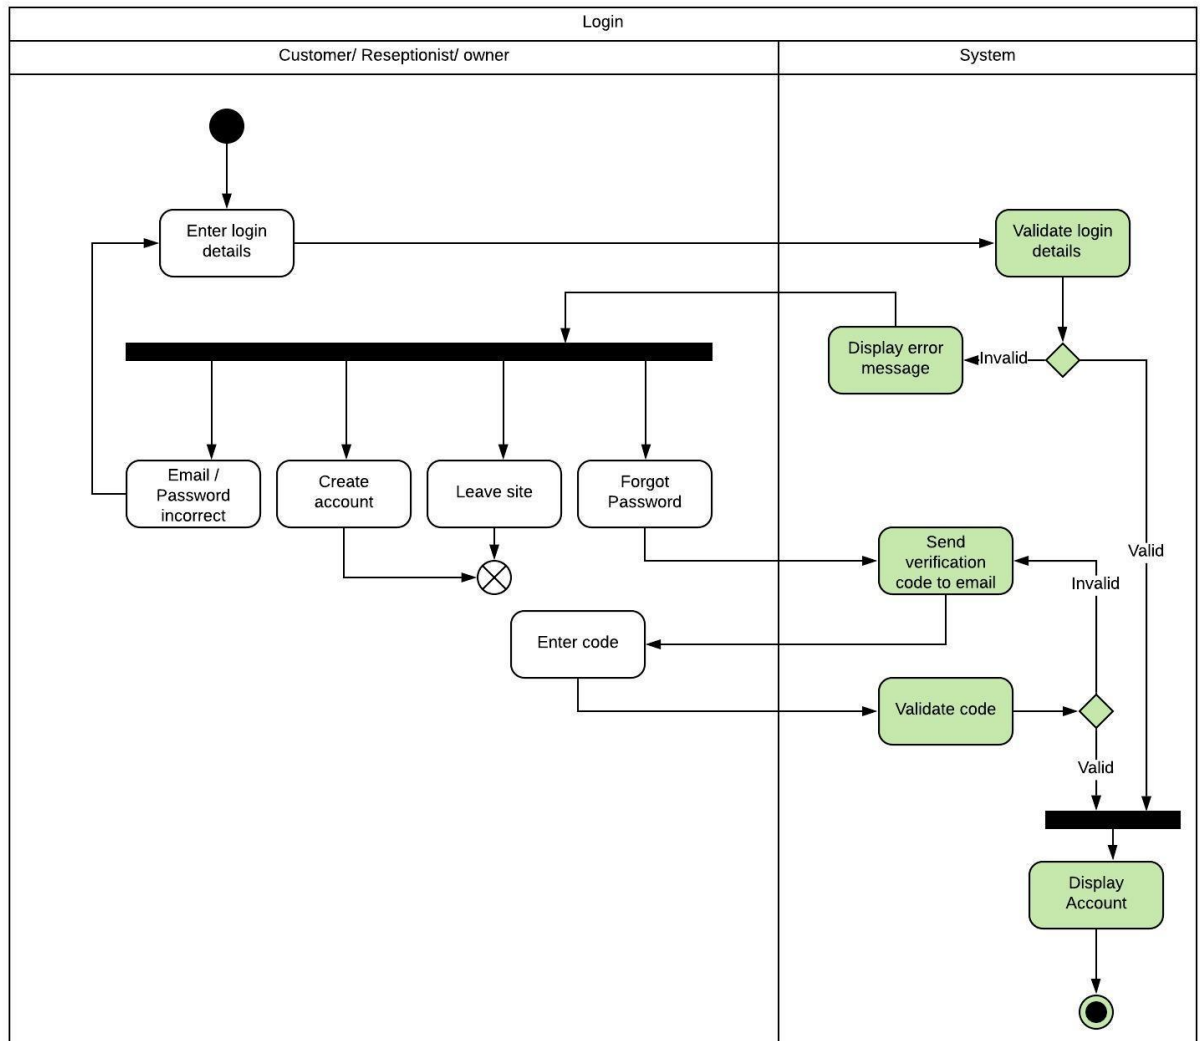 Login
Customer/ Reseptionist/ owner
System
Enter login
details
Validate login
details
Display error
message
Invalid
Email /
Password
incorrect
Create
account
Leave site
Forgot
Password
Send
verification
code to email
Valid
Invalid
Enter code
Validate code
Valid
Display
Account